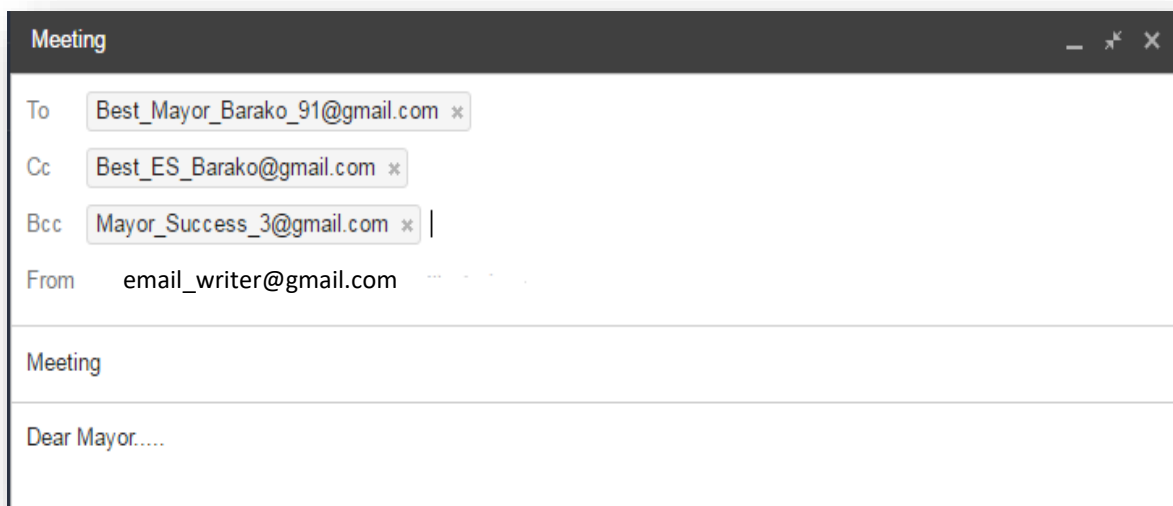 Meeting
To Best_Mayor_Barako_91@gmail.com ×
Cc Best_ES_Barako@gmail.com ×
Bcc Mayor_Success_3@gmail.com ×
From email_writer@gmail.com
Meeting
Dear Mayor.....